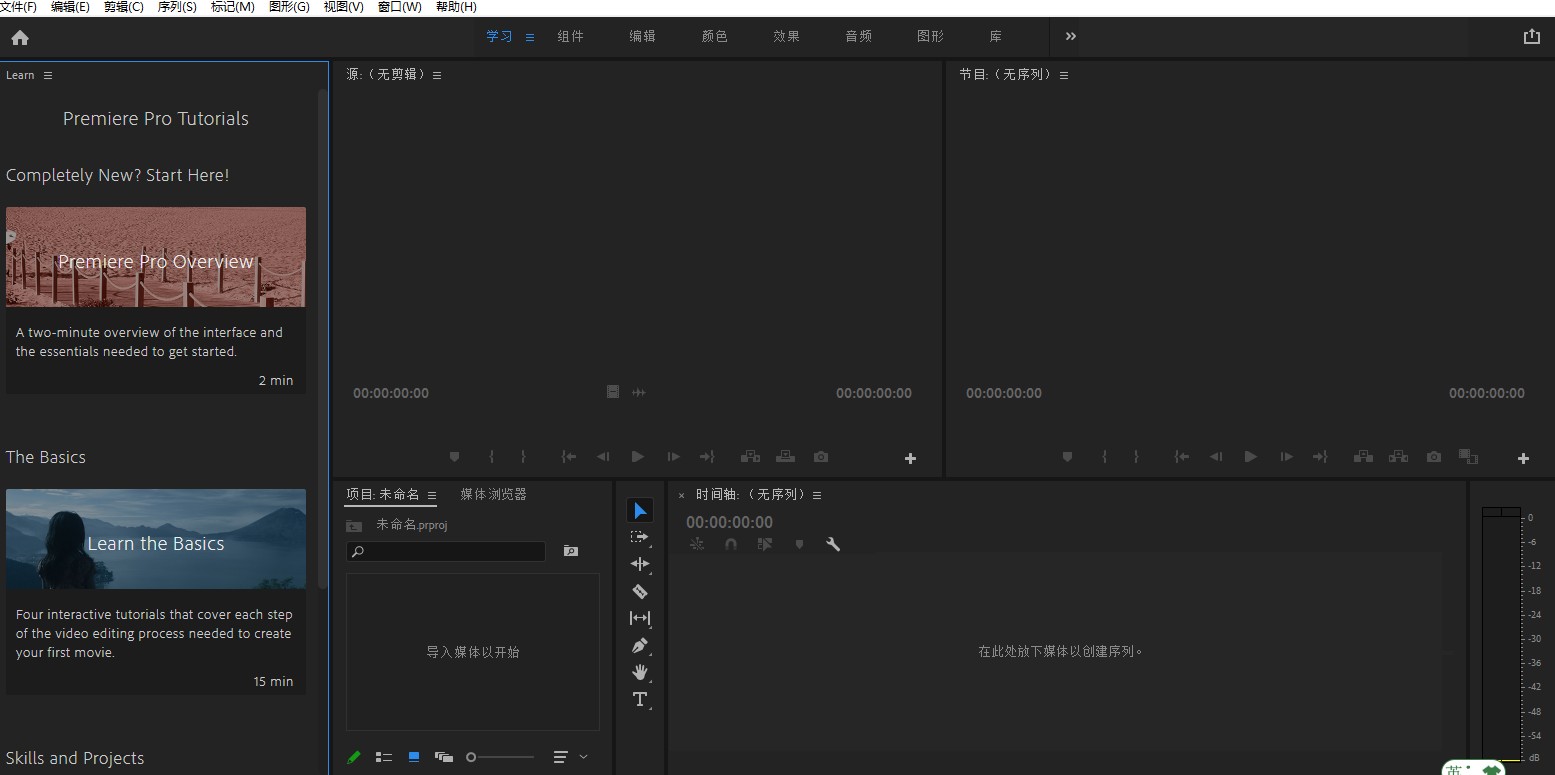 文件(F) 编辑(E) 剪辑(C) 序列(S) 标记(M) 图形(G) 视图(V) 窗口(W) 帮助(H)
学习 组件 编辑 颜色 效果 音频 图形 库
Learn
Premiere Pro Tutorials
Completely New? Start Here!
Premiere Pro Overview
A two-minute overview of the interface and
the essentials needed to get started.
2 min
The Basics
Learn the Basics
Four interactive tutorials that cover each step
of the video editing process needed to create
your first movie.
15 min
Skills and Projects
源:（无剪辑）
00:00:00:00
00:00:00:00
节目:（无序列）
00:00:00:00
00:00:00:00
项目: 未命名
媒体浏览器
未命名.prproj
导入媒体以开始
× 时间轴:（无序列）
00:00:00:00
在此处放下媒体以创建序列。
0
-6
-12
-18
-24
-30
-36
-42
-48
-54
dB
英